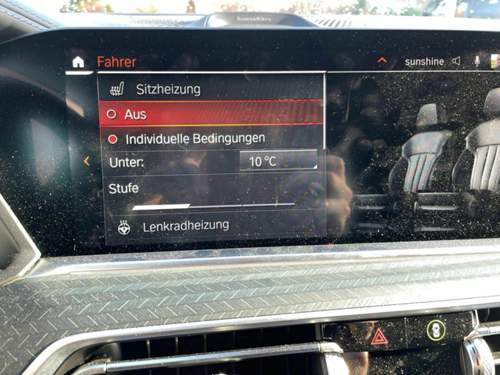 Fahrer
sunshine
Sitzheizung
Aus
Individuelle Bedingungen
Unter:
10 °C
Stufe
Lenkradheizung